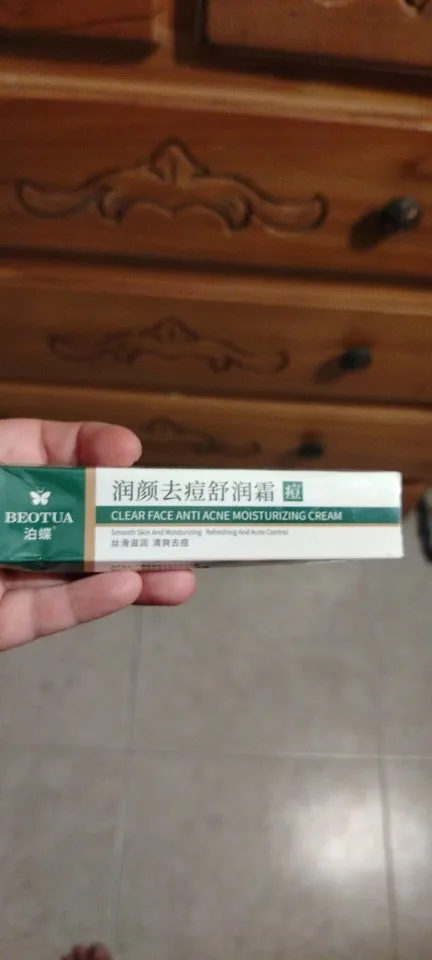 BEOTUA
泊蝶
润颜去痘舒润霜 痘
CLEAR FACE ANTI ACNE MOISTURIZING CREAM
Smooth Skin And Moisturizing Refreshing And Acne Control
丝滑滋润 清爽去痘